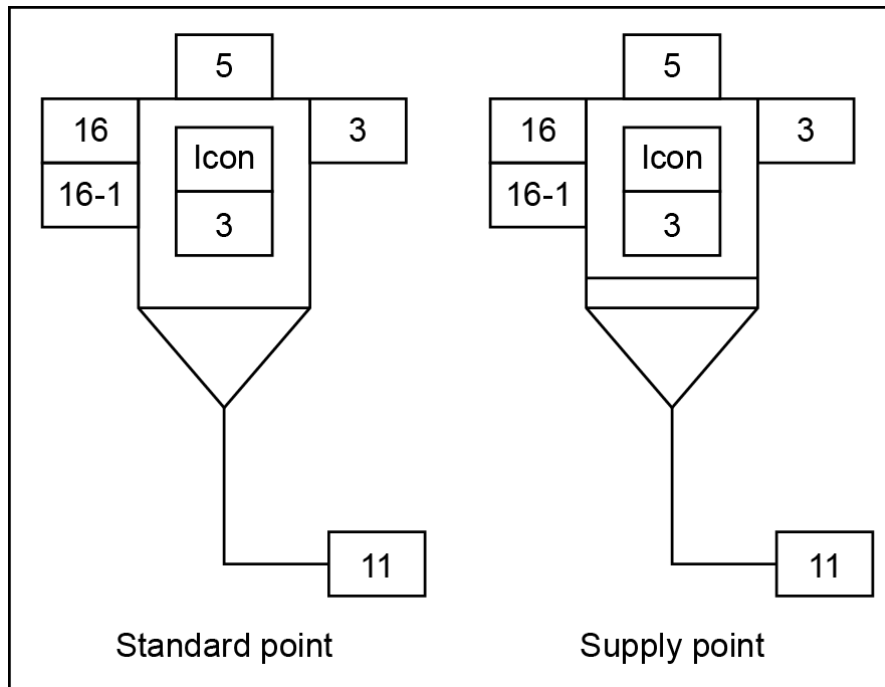 5 5
16 Icon 3 16 Icon 3
16-1 3 16-1 3
11 11
Standard point Supply point